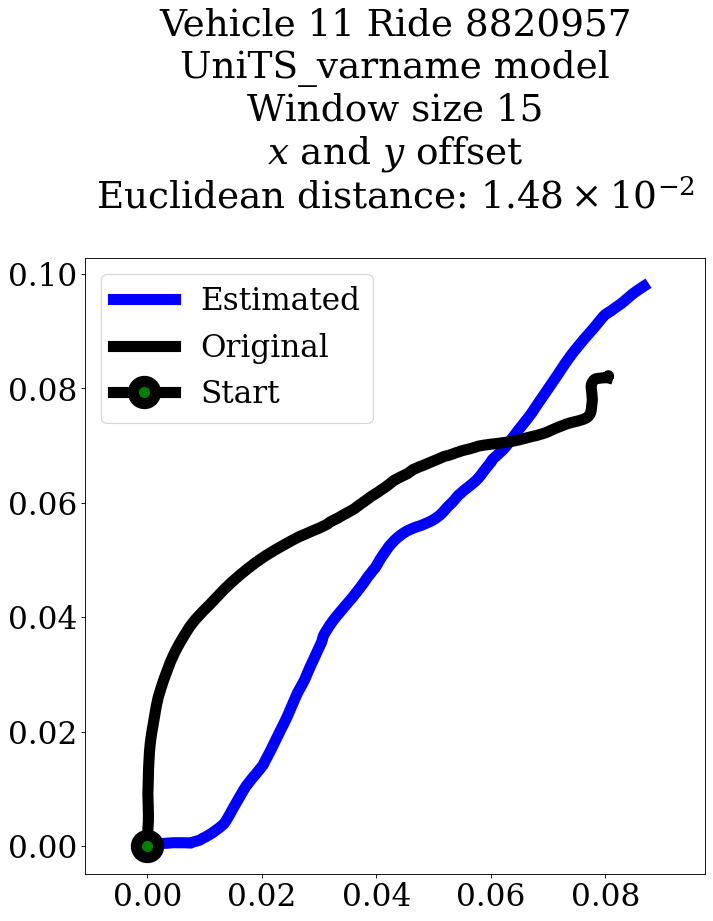 Vehicle 11 Ride 8820957
UniTS_varname model
Window size 15
x and y offset
Euclidean distance: 1.48 × 10⁻²
Estimated
Original
Start
0.10
0.08
0.06
0.04
0.02
0.00
0.00 0.02 0.04 0.06 0.08